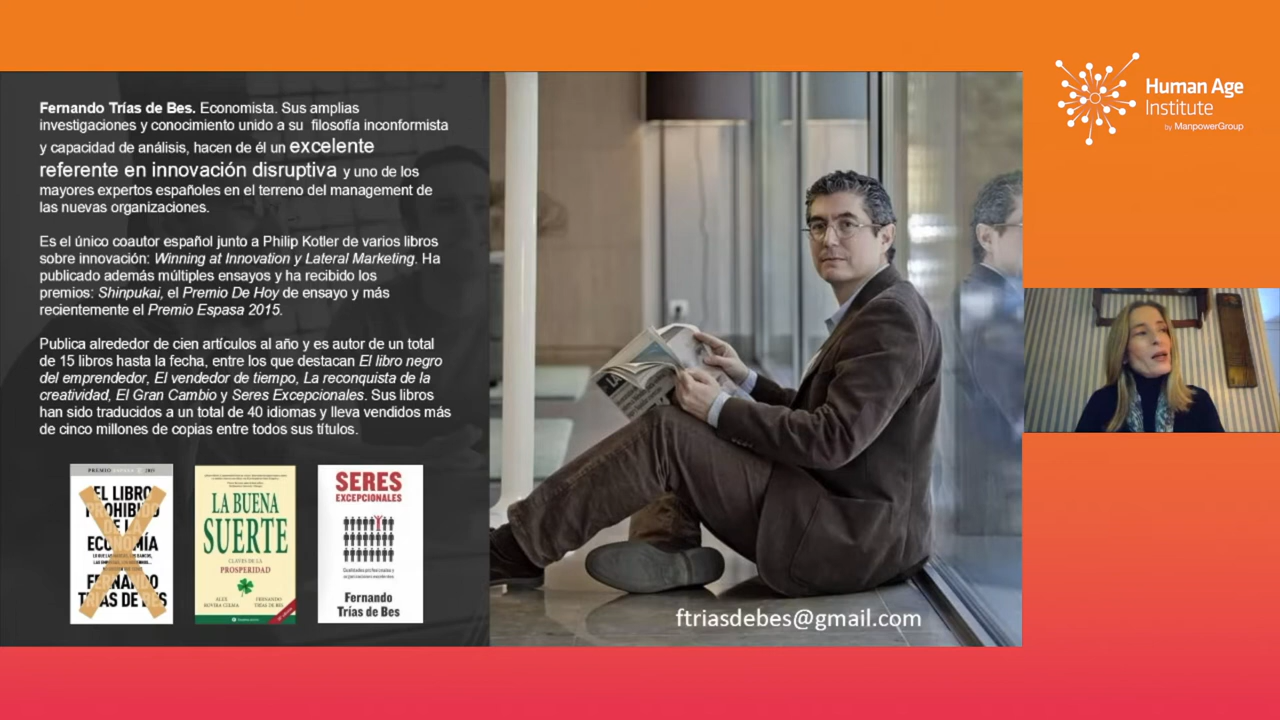 Fernando Trías de Bes. Economista. Sus amplias
investigaciones y conocimiento unido a su filosofía inconformista
y capacidad de análisis, hacen de él un excelente
referente en innovación disruptiva y uno de los
mayores expertos españoles en el terreno del management de
las nuevas organizaciones.
Es el único coautor español junto a Philip Kotler de varios libros
sobre innovación: Winning at Innovation y Lateral Marketing. Ha
publicado además múltiples ensayos y ha recibido los
premios: Shinpukai, el Premio De Hoy de ensayo y más
recientemente el Premio Espasa 2015.
Publica alrededor de cien artículos al año y es autor de un total
de 15 libros hasta la fecha, entre los que destacan El libro negro
del emprendedor, El vendedor de tiempo, La reconquista de la
creatividad, El Gran Cambio y Seres Excepcionales. Sus libros
han sido traducidos a un total de 40 idiomas y lleva vendidos más
de cinco millones de copias entre todos sus títulos.
PREMIO ESPASA 2015
EL LIBRO
PROHIBIDO
DE LA
ECONOMÍA
FERNANDO
TRÍAS DE BES
LA BUENA
SUERTE
CLAVES DE LA
PROSPERIDAD
ALEX
ROVIRA CELMA
FERNANDO
TRÍAS DE BES
SERES
EXCEPCIONALES
Fernando
Trías de Bes
ftriasdebes@gmail.com
Human Age
Institute
by ManpowerGroup